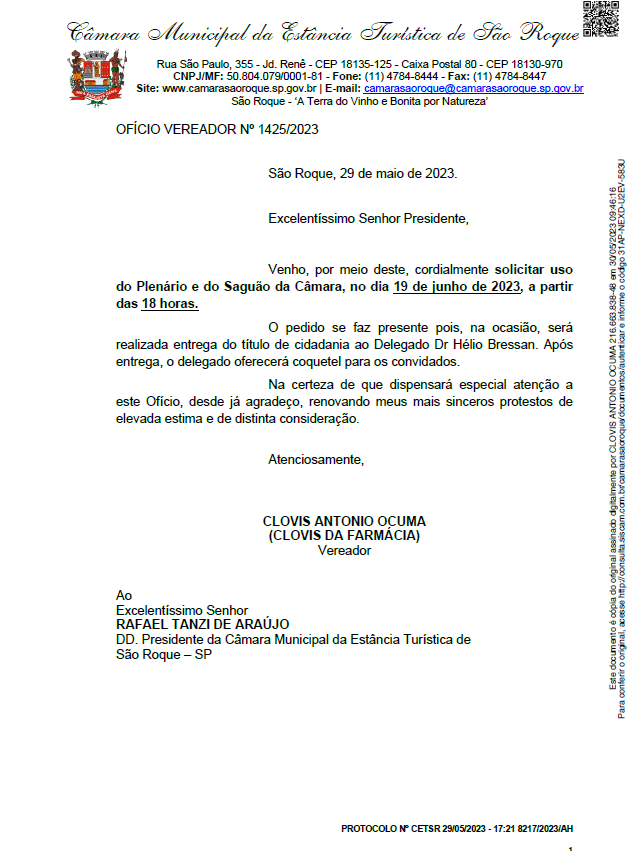 Câmara Municipal da Estância Turística de São Roque
Rua São Paulo, 355 - Jd. Renê - CEP 18135-125 - Caixa Postal 80 - CEP 18130-970
CNPJ/MF: 50.804.079/0001-81 - Fone: (11) 4784-8444 - Fax: (11) 4784-8447
Site: www.camarasaoroque.sp.gov.br | E-mail: camarasaoroque@camarasaoroque.sp.gov.br
São Roque - 'A Terra do Vinho e Bonita por Natureza'
OFÍCIO VEREADOR Nº 1425/2023
São Roque, 29 de maio de 2023.
Excelentíssimo Senhor Presidente,
Venho, por meio deste, cordialmente solicitar uso
do Plenário e do Saguão da Câmara, no dia 19 de junho de 2023, a partir
das 18 horas.
O pedido se faz presente pois, na ocasião, será
realizada entrega do título de cidadania ao Delegado Dr Hélio Bressan. Após
entrega, o delegado oferecerá coquetel para os convidados.
Na certeza de que dispensará especial atenção a
este Ofício, desde já agradeço, renovando meus mais sinceros protestos de
elevada estima e de distinta consideração.
Atenciosamente,
CLOVIS ANTONIO OCUMA
(CLOVIS DA FARMÁCIA)
Vereador
Ao
Excelentíssimo Senhor
RAFAEL TANZI DE ARAÚJO
DD. Presidente da Câmara Municipal da Estância Turística de
São Roque – SP
PROTOCOLO Nº CETSR 29/05/2023 - 17:21 8217/2023/AH
1
Este documento é cópia do original assinado digitalmente por CLOVIS ANTONIO OCUMA 216.663.838-48 em 30/05/2023 09:46:16
Para conferir o original, acesse http://consulta.siscam.com.br/camarasaoroque/documentos/autenticar e informe o código 31AP-NEXD-U2EV-583U